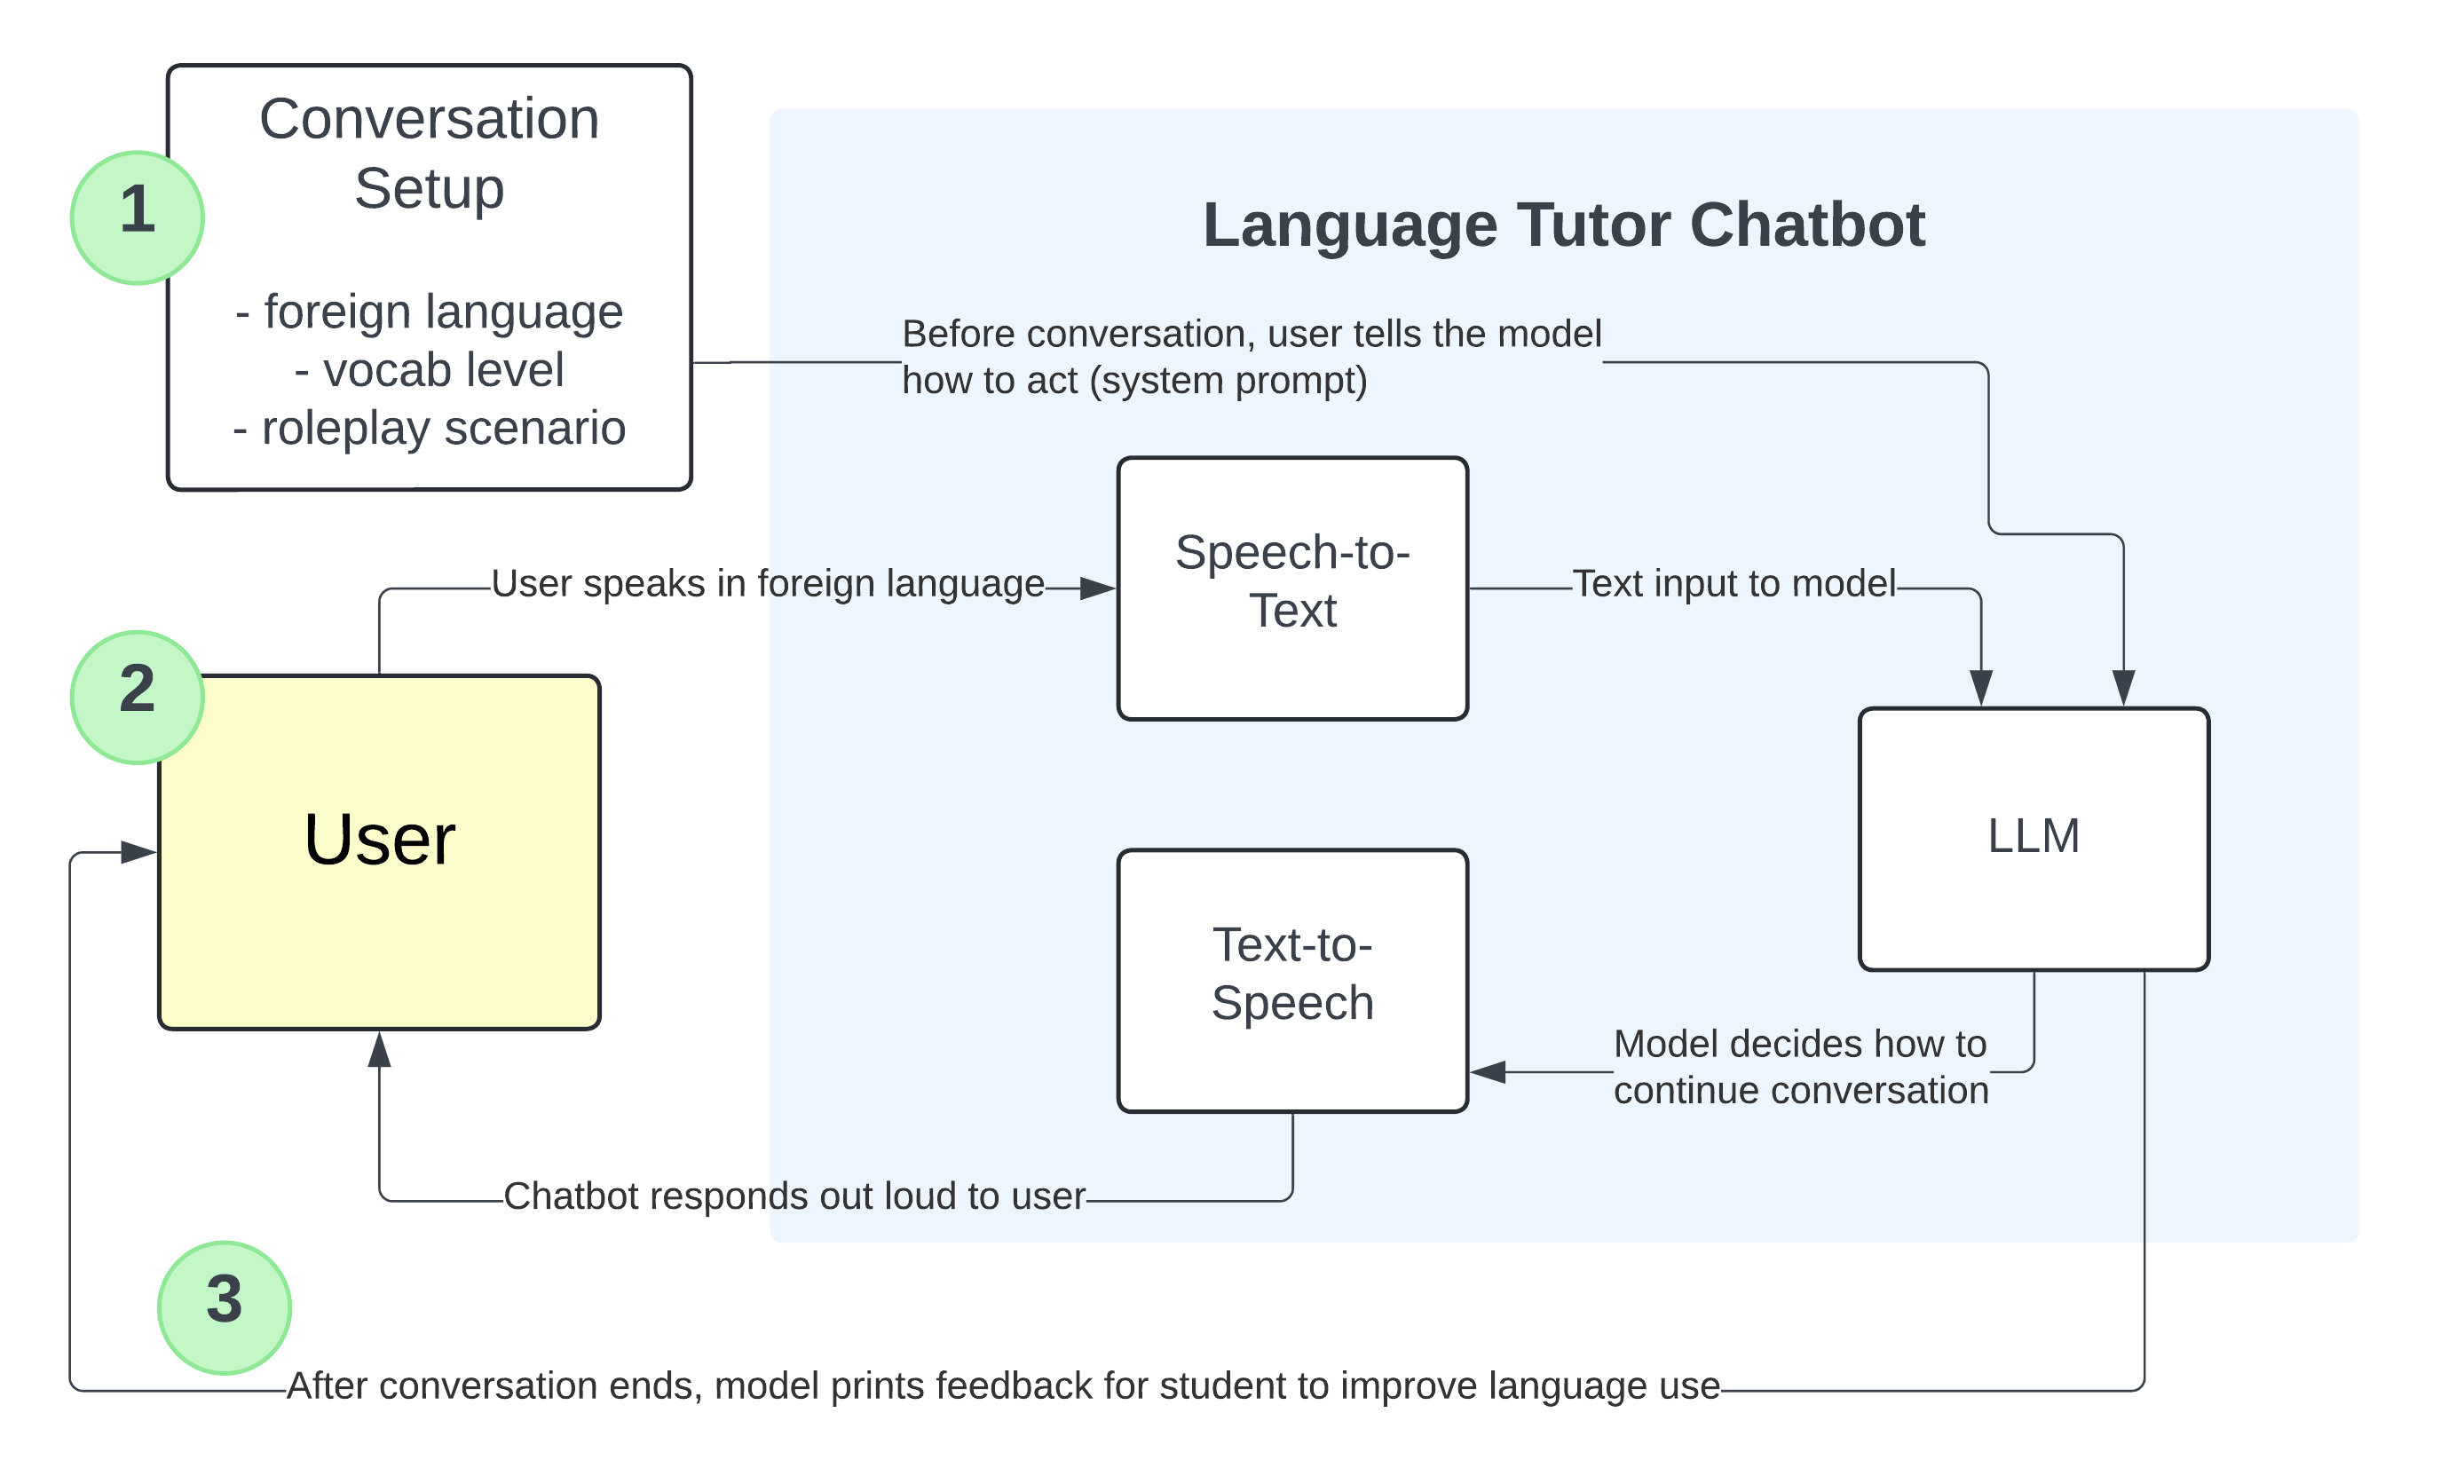 1
Conversation
Setup
- foreign language
- vocab level
- roleplay scenario
Language Tutor Chatbot
Before conversation, user tells the model
how to act (system prompt)
User speaks in foreign language
Speech-to-
Text
Text input to model
2
User
LLM
Text-to-
Speech
Model decides how to
continue conversation
Chatbot responds out loud to user
3
After conversation ends, model prints feedback for student to improve language use